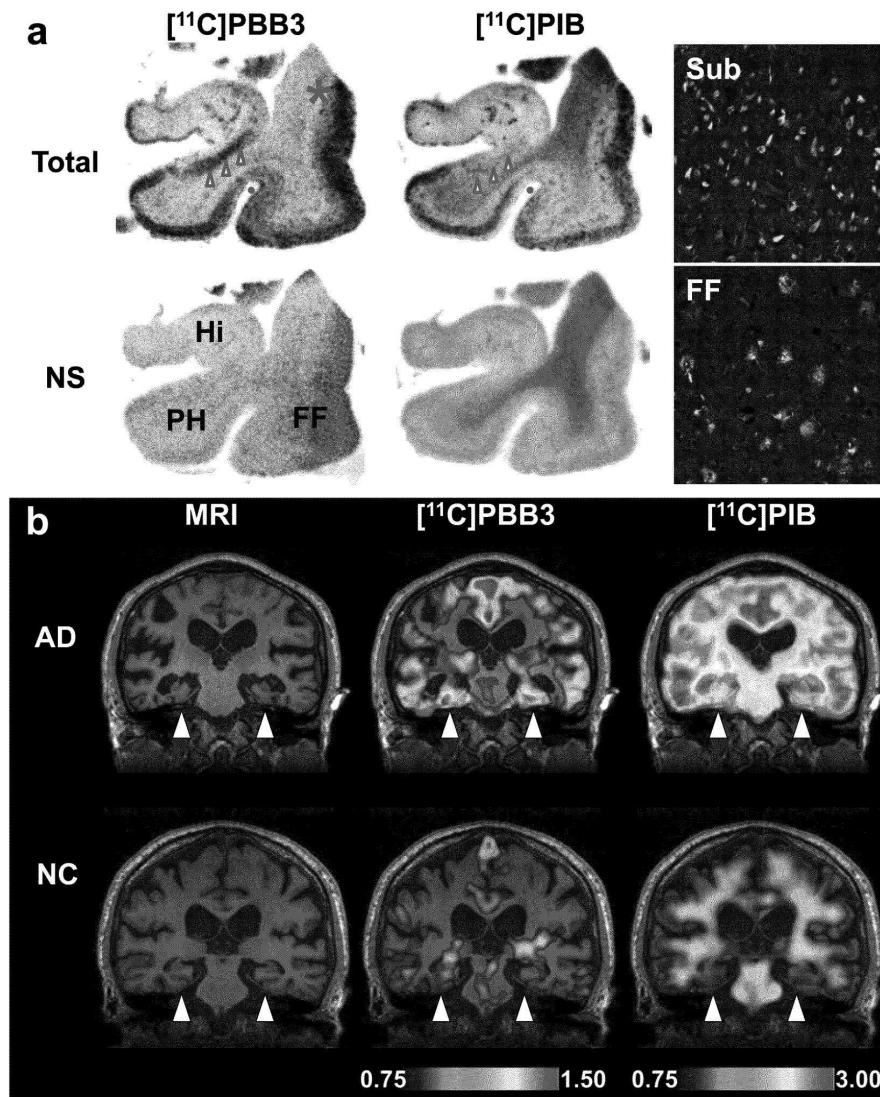 a
[¹¹C]PBB3 [¹¹C]PIB
Sub
Total
FF
Hi
NS
PH FF
b
MRI [¹¹C]PBB3 [¹¹C]PIB
AD
NC
0.75 1.50 0.75 3.00